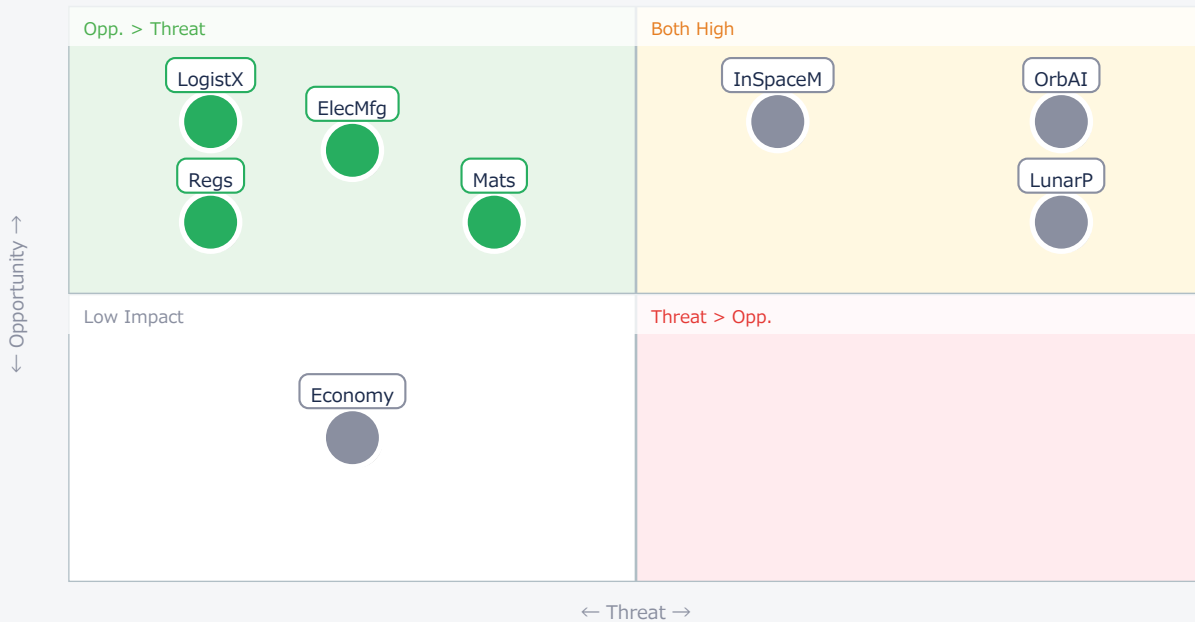 Opp. > Threat
Both High
LogistX
ElecMfg
InSpaceM
OrbAI
Regs
Mats
LunarP
← Opportunity →
Low Impact
Threat > Opp.
Economy
← Threat →